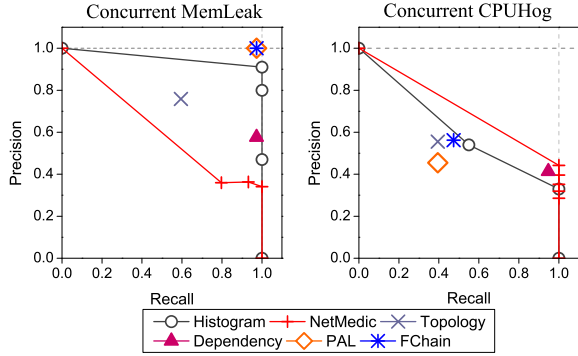 Concurrent MemLeak
Concurrent CPUHog
Precision
1.0
0.8
0.6
0.4
0.2
0.0
0.0 0.2 0.4 0.6 0.8 1.0
Recall
Precision
1.0
0.8
0.6
0.4
0.2
0.0
0.0 0.2 0.4 0.6 0.8 1.0
Recall
Histogram NetMedic Topology
Dependency PAL FChain